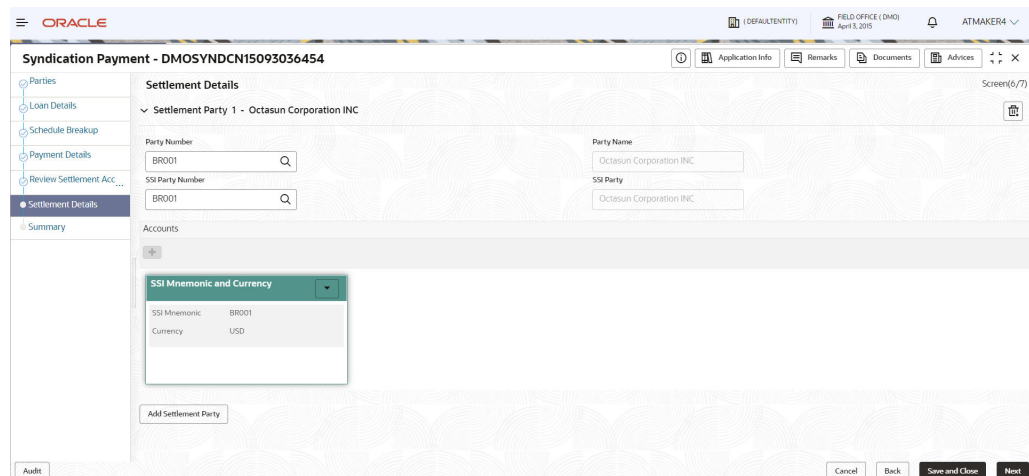 ORACLE
( DEFAULTENTITY)
FIELD OFFICE ( DMO)
April 3, 2015
ATMAKER4
Syndication Payment - DMOSYNDCN15093036454
Application Info
Remarks
Documents
Advices
Parties
Loan Details
Schedule Breakup
Payment Details
Review Settlement Acc ...
Settlement Details
Summary
Settlement Details
Screen(6/7)
Settlement Party 1 - Octasun Corporation INC
Party Number
Party Name
BR001
Octasun Corporation INC
SSI Party Number
SSI Party
BR001
Octasun Corporation INC
Accounts
SSI Mnemonic and Currency
SSI Mnemonic BR001
Currency USD
Add Settlement Party
Audit
Cancel
Back
Save and Close
Next